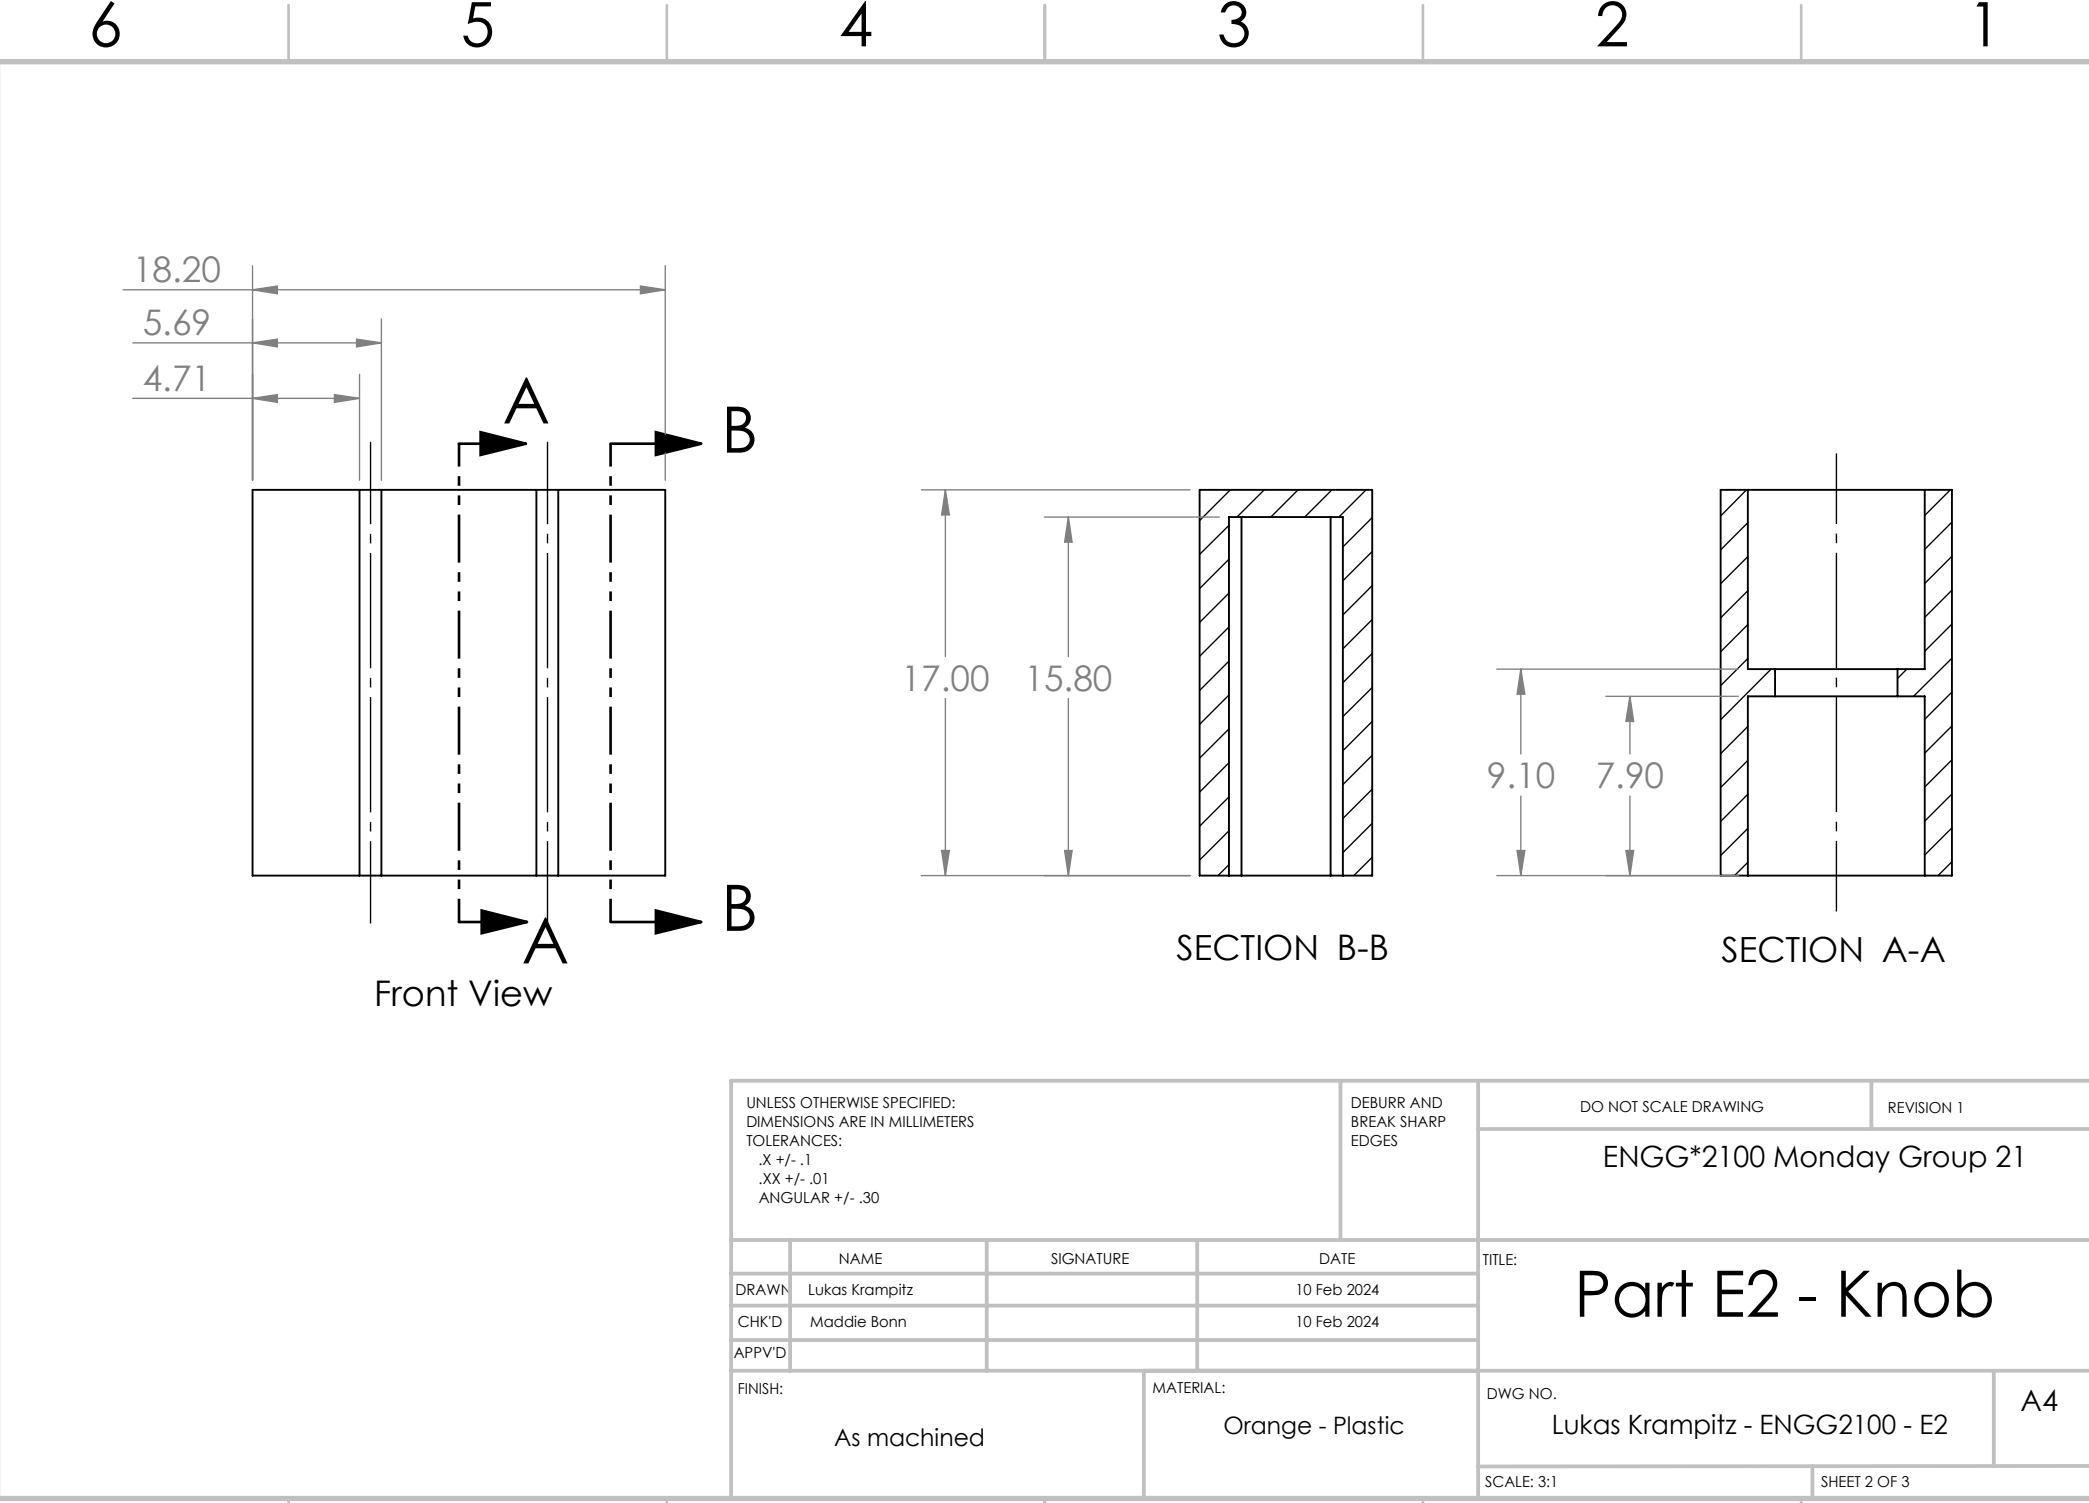 6 5 4 3 2 1
18.20
5.69
4.71
A
B
17.00 15.80
9.10 7.90
B
A
SECTION B-B
SECTION A-A
Front View
UNLESS OTHERWISE SPECIFIED:
DIMENSIONS ARE IN MILLIMETERS
TOLERANCES:
.X +/- .1
.XX +/- .01
ANGULAR +/- .30
DEBURR AND
BREAK SHARP
EDGES
DO NOT SCALE DRAWING
REVISION 1
ENGG*2100 Monday Group 21
NAME SIGNATURE DATE
DRAWN Lukas Krampitz 10 Feb 2024
CHK'D Maddie Bonn 10 Feb 2024
APPV'D
TITLE:
Part E2 - Knob
FINISH:
As machined
MATERIAL:
Orange - Plastic
DWG NO.
Lukas Krampitz - ENGG2100 - E2
A4
SCALE: 3:1
SHEET 2 OF 3